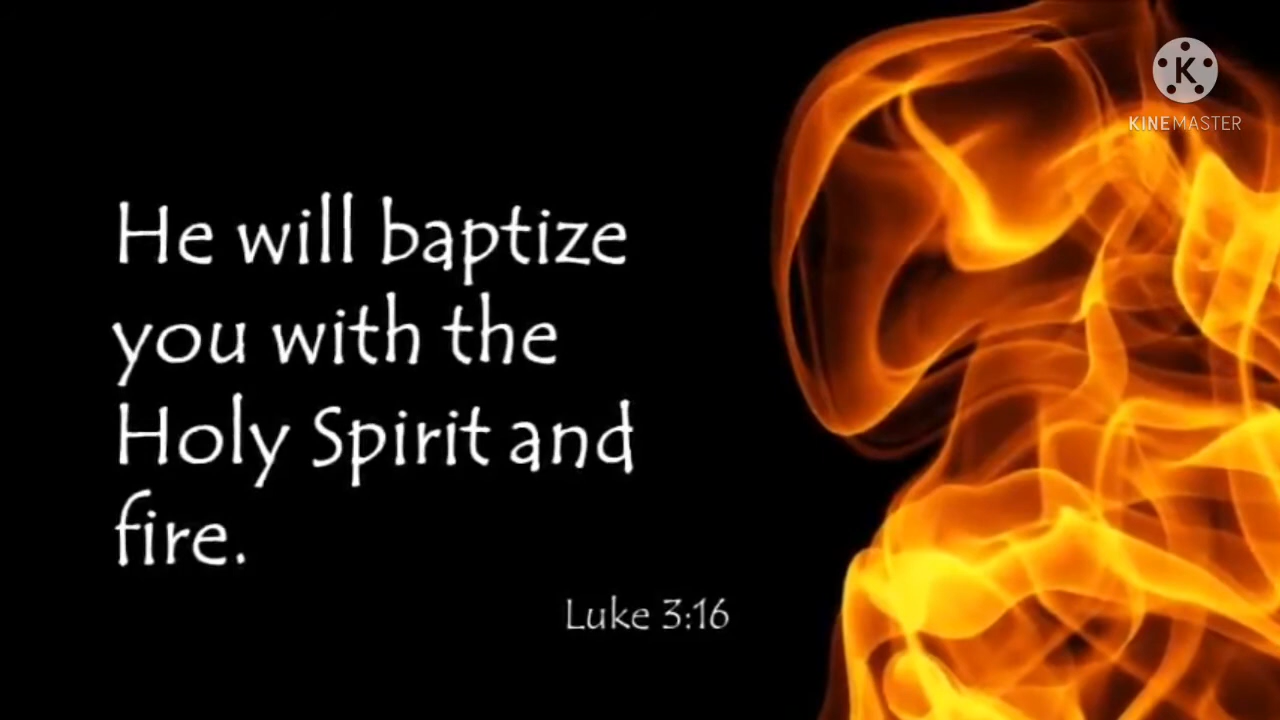 K
KINEMASTER
He will baptize
you with the
Holy Spirit and
fire.
Luke 3:16